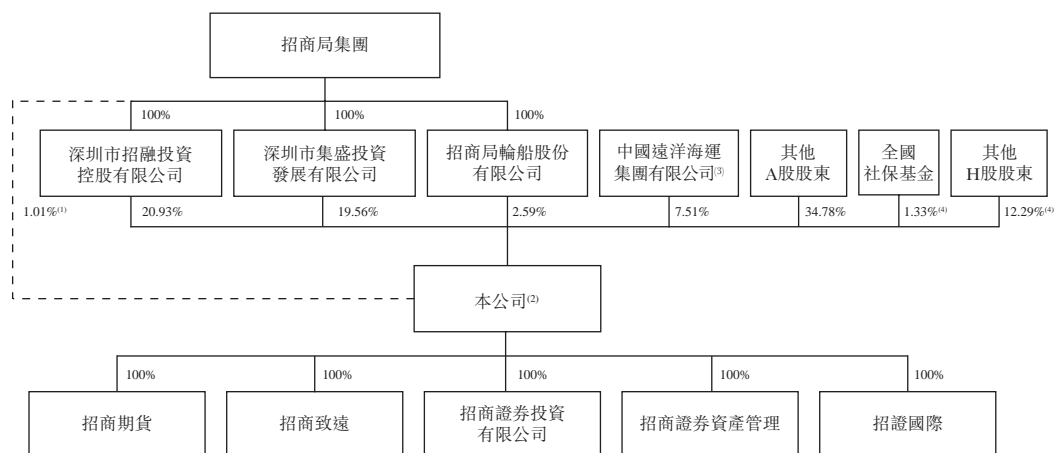 招商局集團
100%
100%
100%
深圳市招融投資
控股有限公司
深圳市集盛投資
發展有限公司
招商局輪船股份
有限公司
中國遠洋海運
集團有限公司(3)
其他
A股股東
全國
社保基金
其他
H股股東
1.01%(1)
20.93%
19.56%
2.59%
7.51%
34.78%
1.33%(4)
12.29%(4)
本公司(2)
100%
100%
100%
100%
100%
招商期貨
招商致遠
招商證券投資
有限公司
招商證券資產管理
招證國際